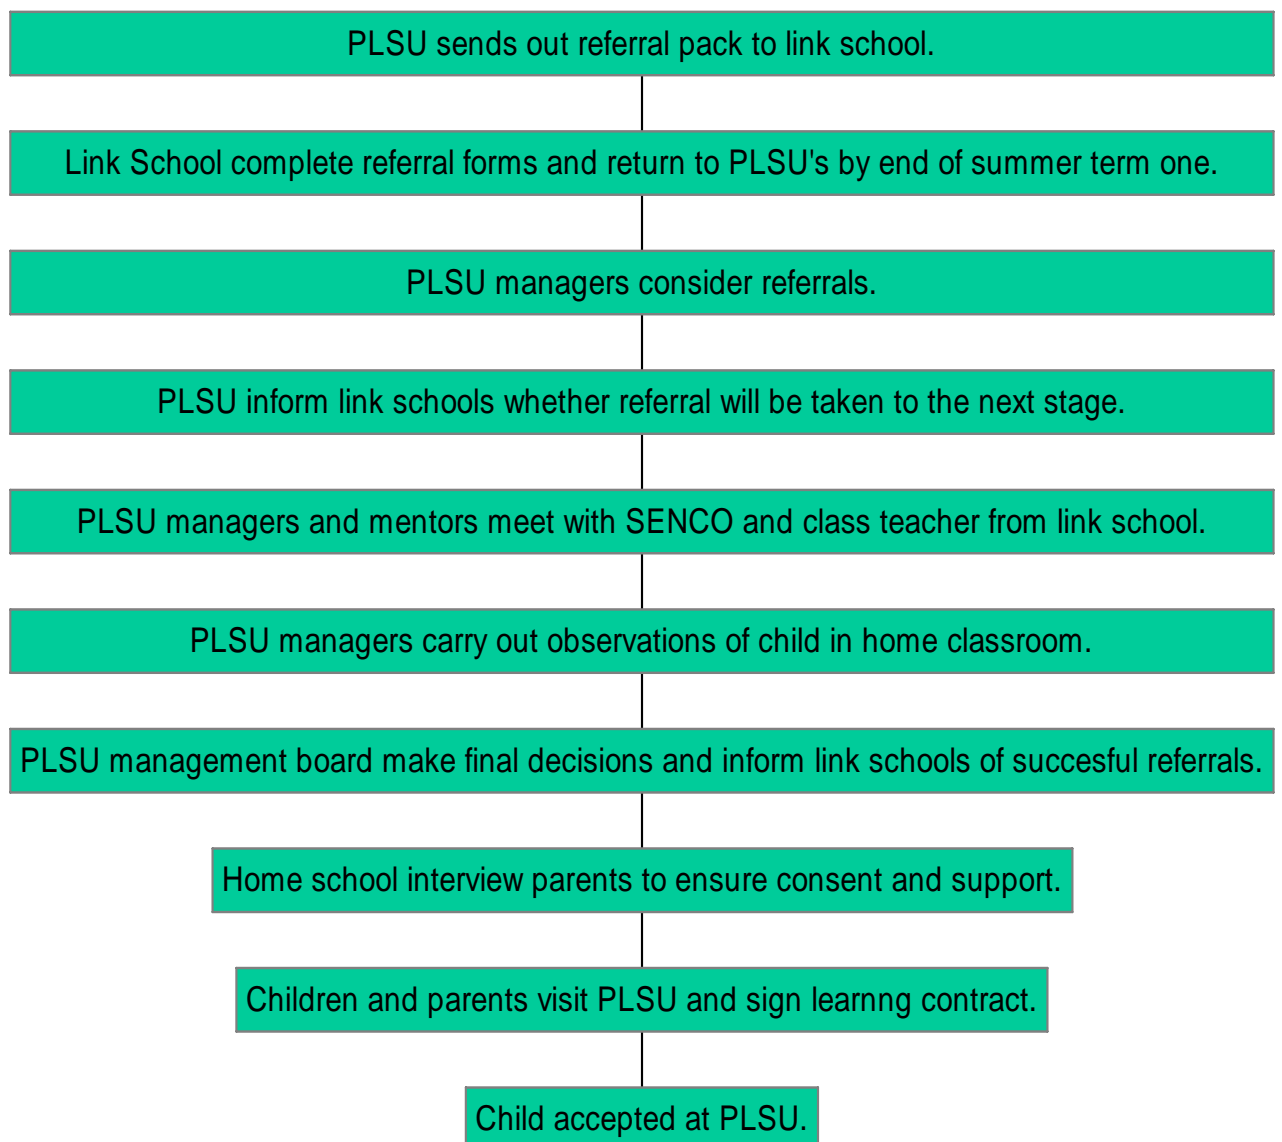 PLSU sends out referral pack to link school.
Link School complete referral forms and return to PLSU's by end of summer term one.
PLSU managers consider referrals.
PLSU inform link schools whether referral will be taken to the next stage.
PLSU managers and mentors meet with SENCO and class teacher from link school.
PLSU managers carry out observations of child in home classroom.
PLSU management board make final decisions and inform link schools of succesful referrals.
Home school interview parents to ensure consent and support.
Children and parents visit PLSU and sign learnng contract.
Child accepted at PLSU.